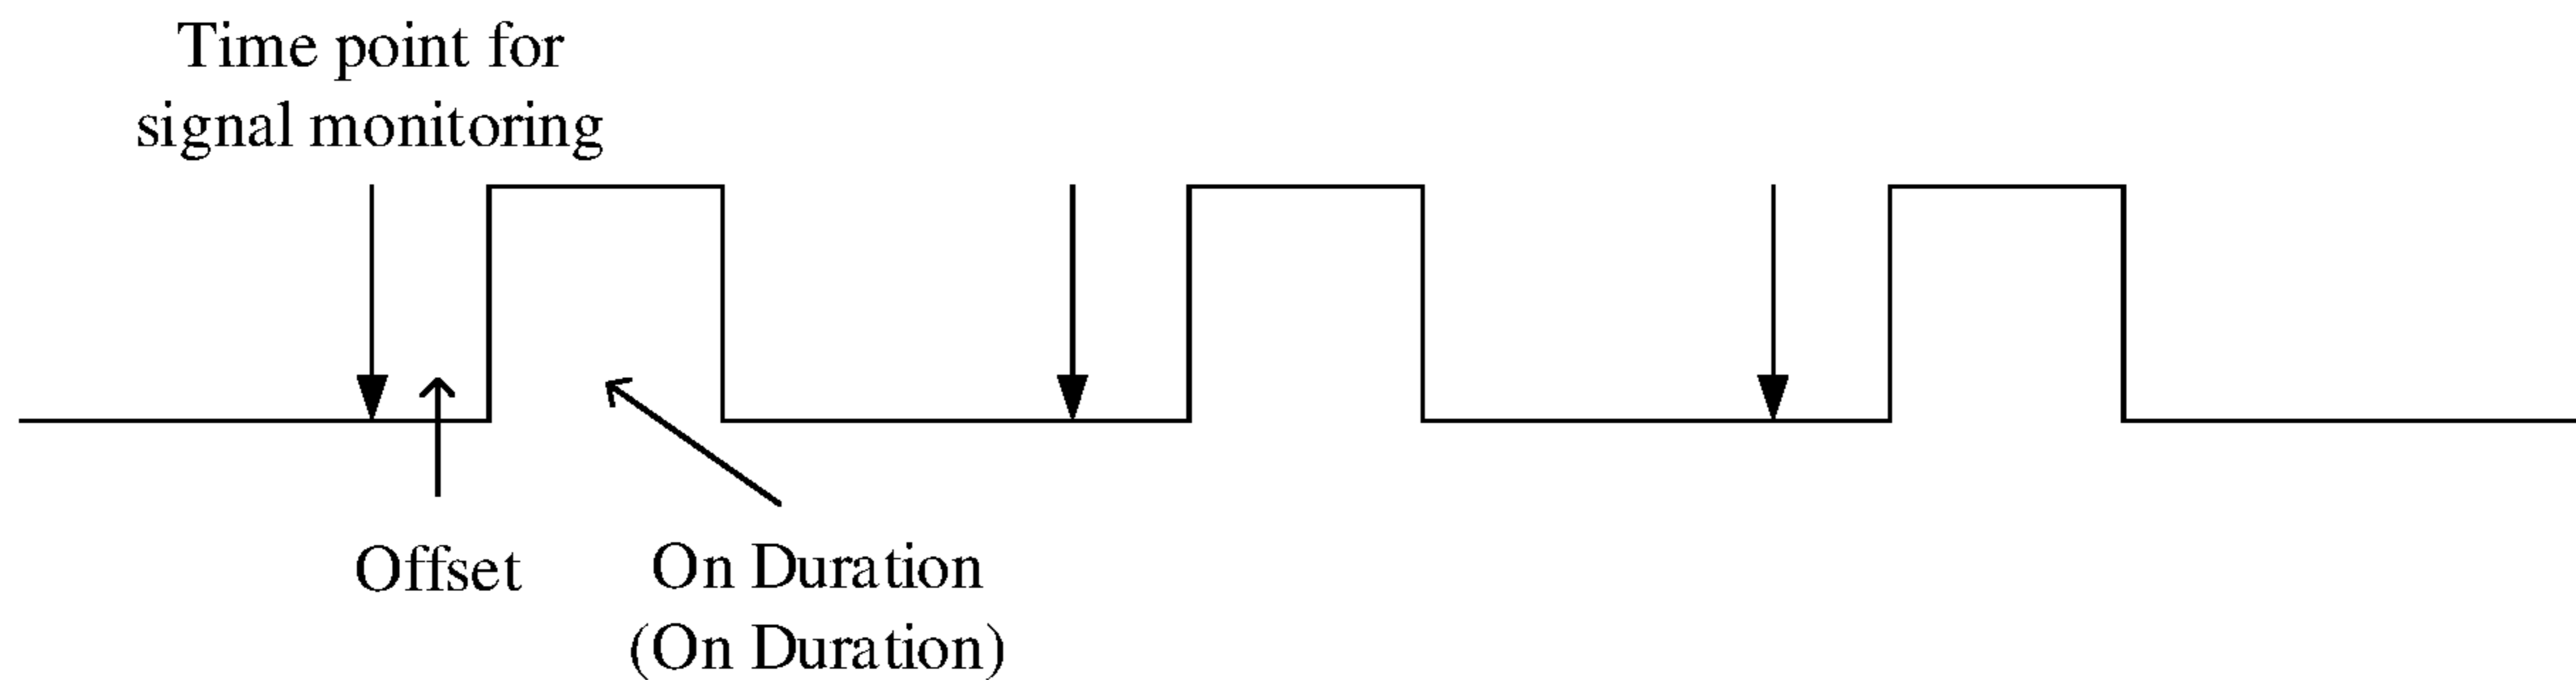 Time point for
signal monitoring
Offset
On Duration
(On Duration)